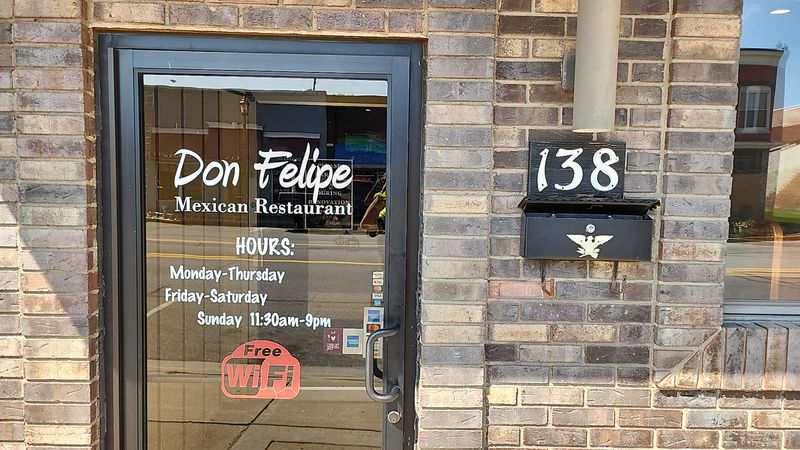 Don Felipe
Mexican Restaurant
HOURS:
Monday-Thursday
Friday-Saturday
Sunday 11:30am-9pm
Free
WiFi
138